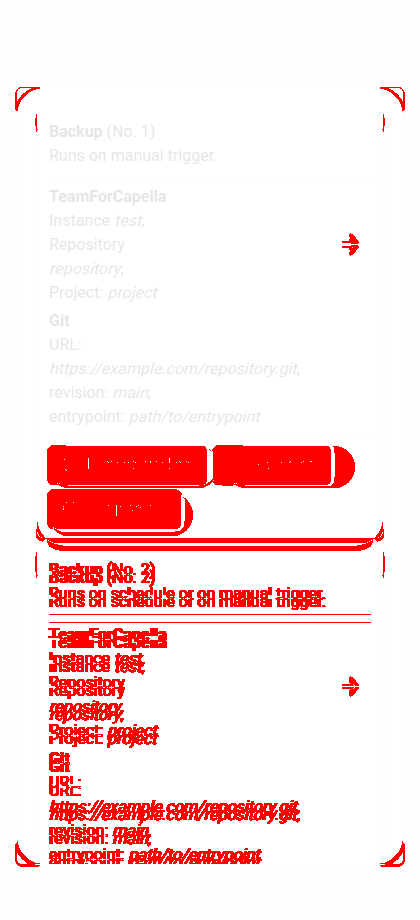 Backup (No. 1)
Runs on manual trigger.
TeamForCapella
Instance test,
Repository
repository,
Project: project
Git
URL:
https://example.com/repository.git,
revision: main,
entrypoint: path/to/entrypoint
Backup (No. 2)
Runs on schedule or on manual trigger.
TeamForCapella
Instance test,
Repository
repository,
Project: project
Git
URL:
https://example.com/repository.git,
revision: main,
entrypoint: path/to/entrypoint